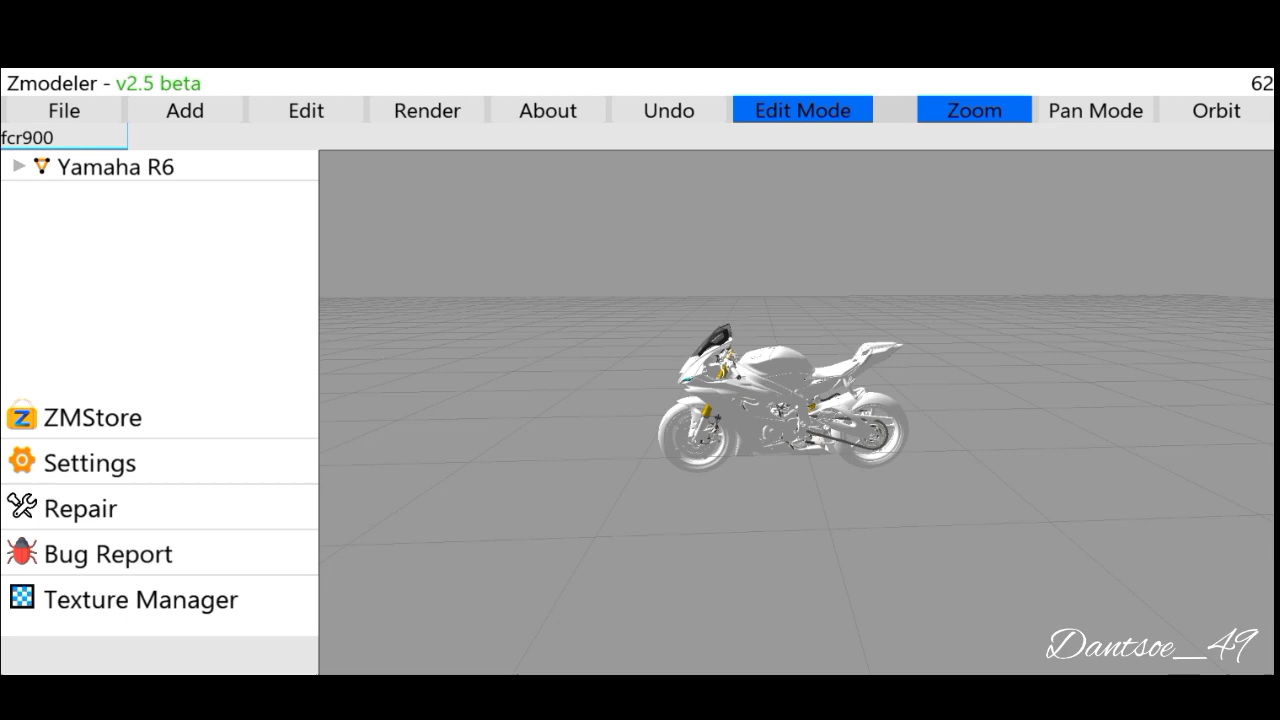 Zmodeler - v2.5 beta 62
File Add Edit Render About Undo Edit Mode Zoom Pan Mode Orbit
fcr900
Yamaha R6
ZMStore
Settings
Repair
Bug Report
Texture Manager
Dantsoe_49